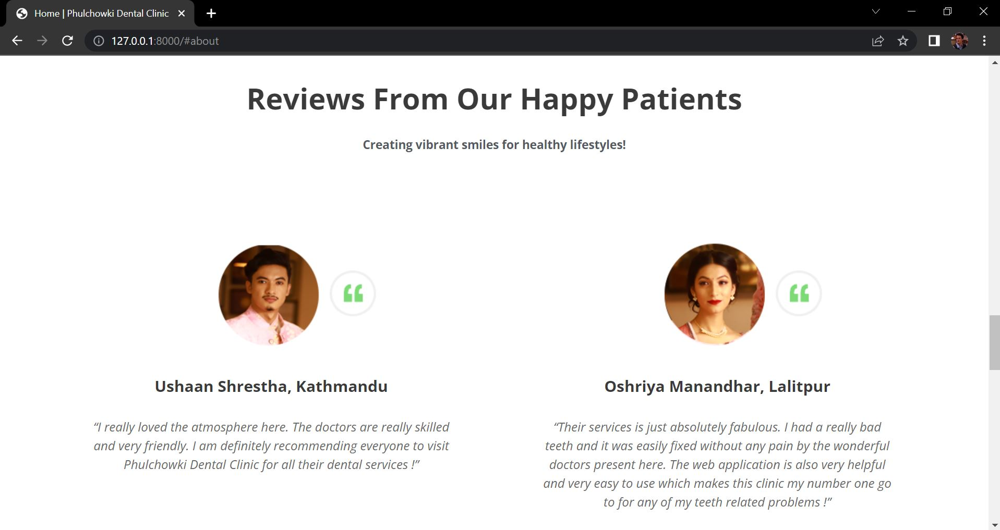 Home | Phulchowki Dental Clinic
127.0.0.1:8000/#about
Reviews From Our Happy Patients
Creating vibrant smiles for healthy lifestyles!
Ushaan Shrestha, Kathmandu
“I really loved the atmosphere here. The doctors are really skilled
and very friendly. I am definitely recommending everyone to visit
Phulchowki Dental Clinic for all their dental services !”
Oshriya Manandhar, Lalitpur
“Their services is just absolutely fabulous. I had a really bad
teeth and it was easily fixed without any pain by the wonderful
doctors present here. The web application is also very helpful
and very easy to use which makes this clinic my number one go
to for any of my teeth related problems !”